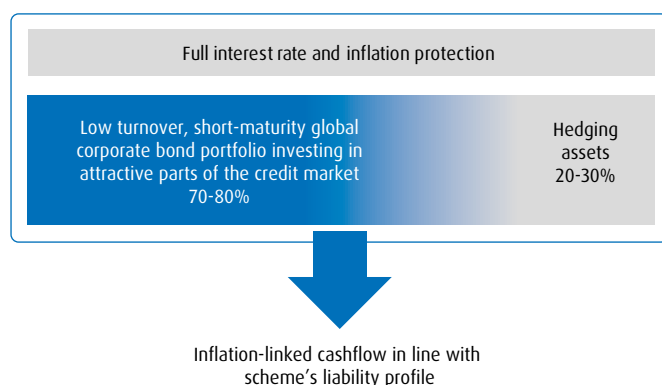 Full interest rate and inflation protection
Low turnover, short-maturity global
corporate bond portfolio investing in
attractive parts of the credit market
70-80%
Hedging
assets
20-30%
Inflation-linked cashflow in line with
scheme’s liability profile